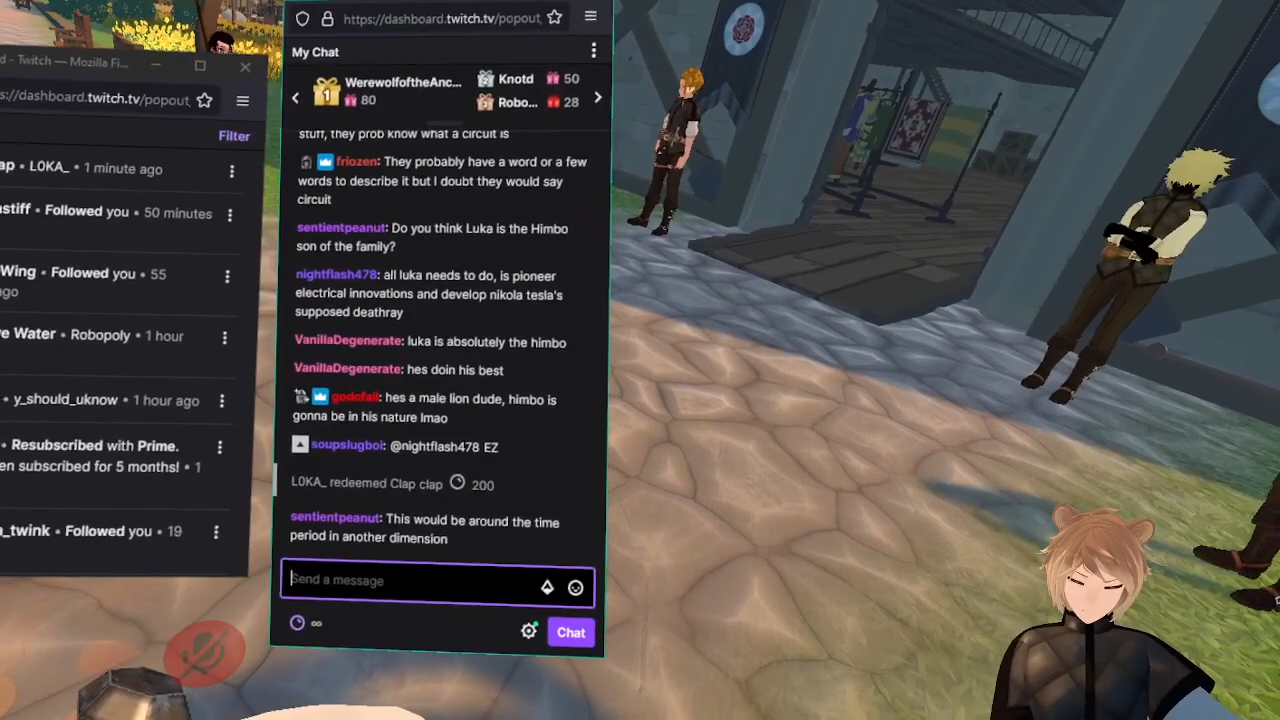 d - Twitch — Mozilla Fi...
s://dashboard.twitch.tv/popout
Filter
ap • L0KA_ • 1 minute ago
nstiff • Followed you • 50 minutes
Wing • Followed you • 55
ago
ve Water • Robopoly • 1 hour
• y_should_uknow • 1 hour ago
• Resubscribed with Prime.
en subscribed for 5 months! • 1
_twink • Followed you • 19
https://dashboard.twitch.tv/popout
My Chat
1 WerewolfoftheAnc... 80
2 Knotd 50
3 Robo... 28
stuff, they prob know what a circuit is
friozen: They probably have a word or a few
words to describe it but I doubt they would say
circuit
sentientpeanut: Do you think Luka is the Himbo
son of the family?
nightflash478: all luka needs to do, is pioneer
electrical innovations and develop nikola tesla's
supposed deathray
VanillaDegenerate: luka is absolutely the himbo
VanillaDegenerate: hes doin his best
godofail: hes a male lion dude, himbo is
gonna be in his nature lmao
soupslugboi: @nightflash478 EZ
L0KA_ redeemed Clap clap 200
sentientpeanut: This would be around the time
period in another dimension
Send a message
∞
Chat